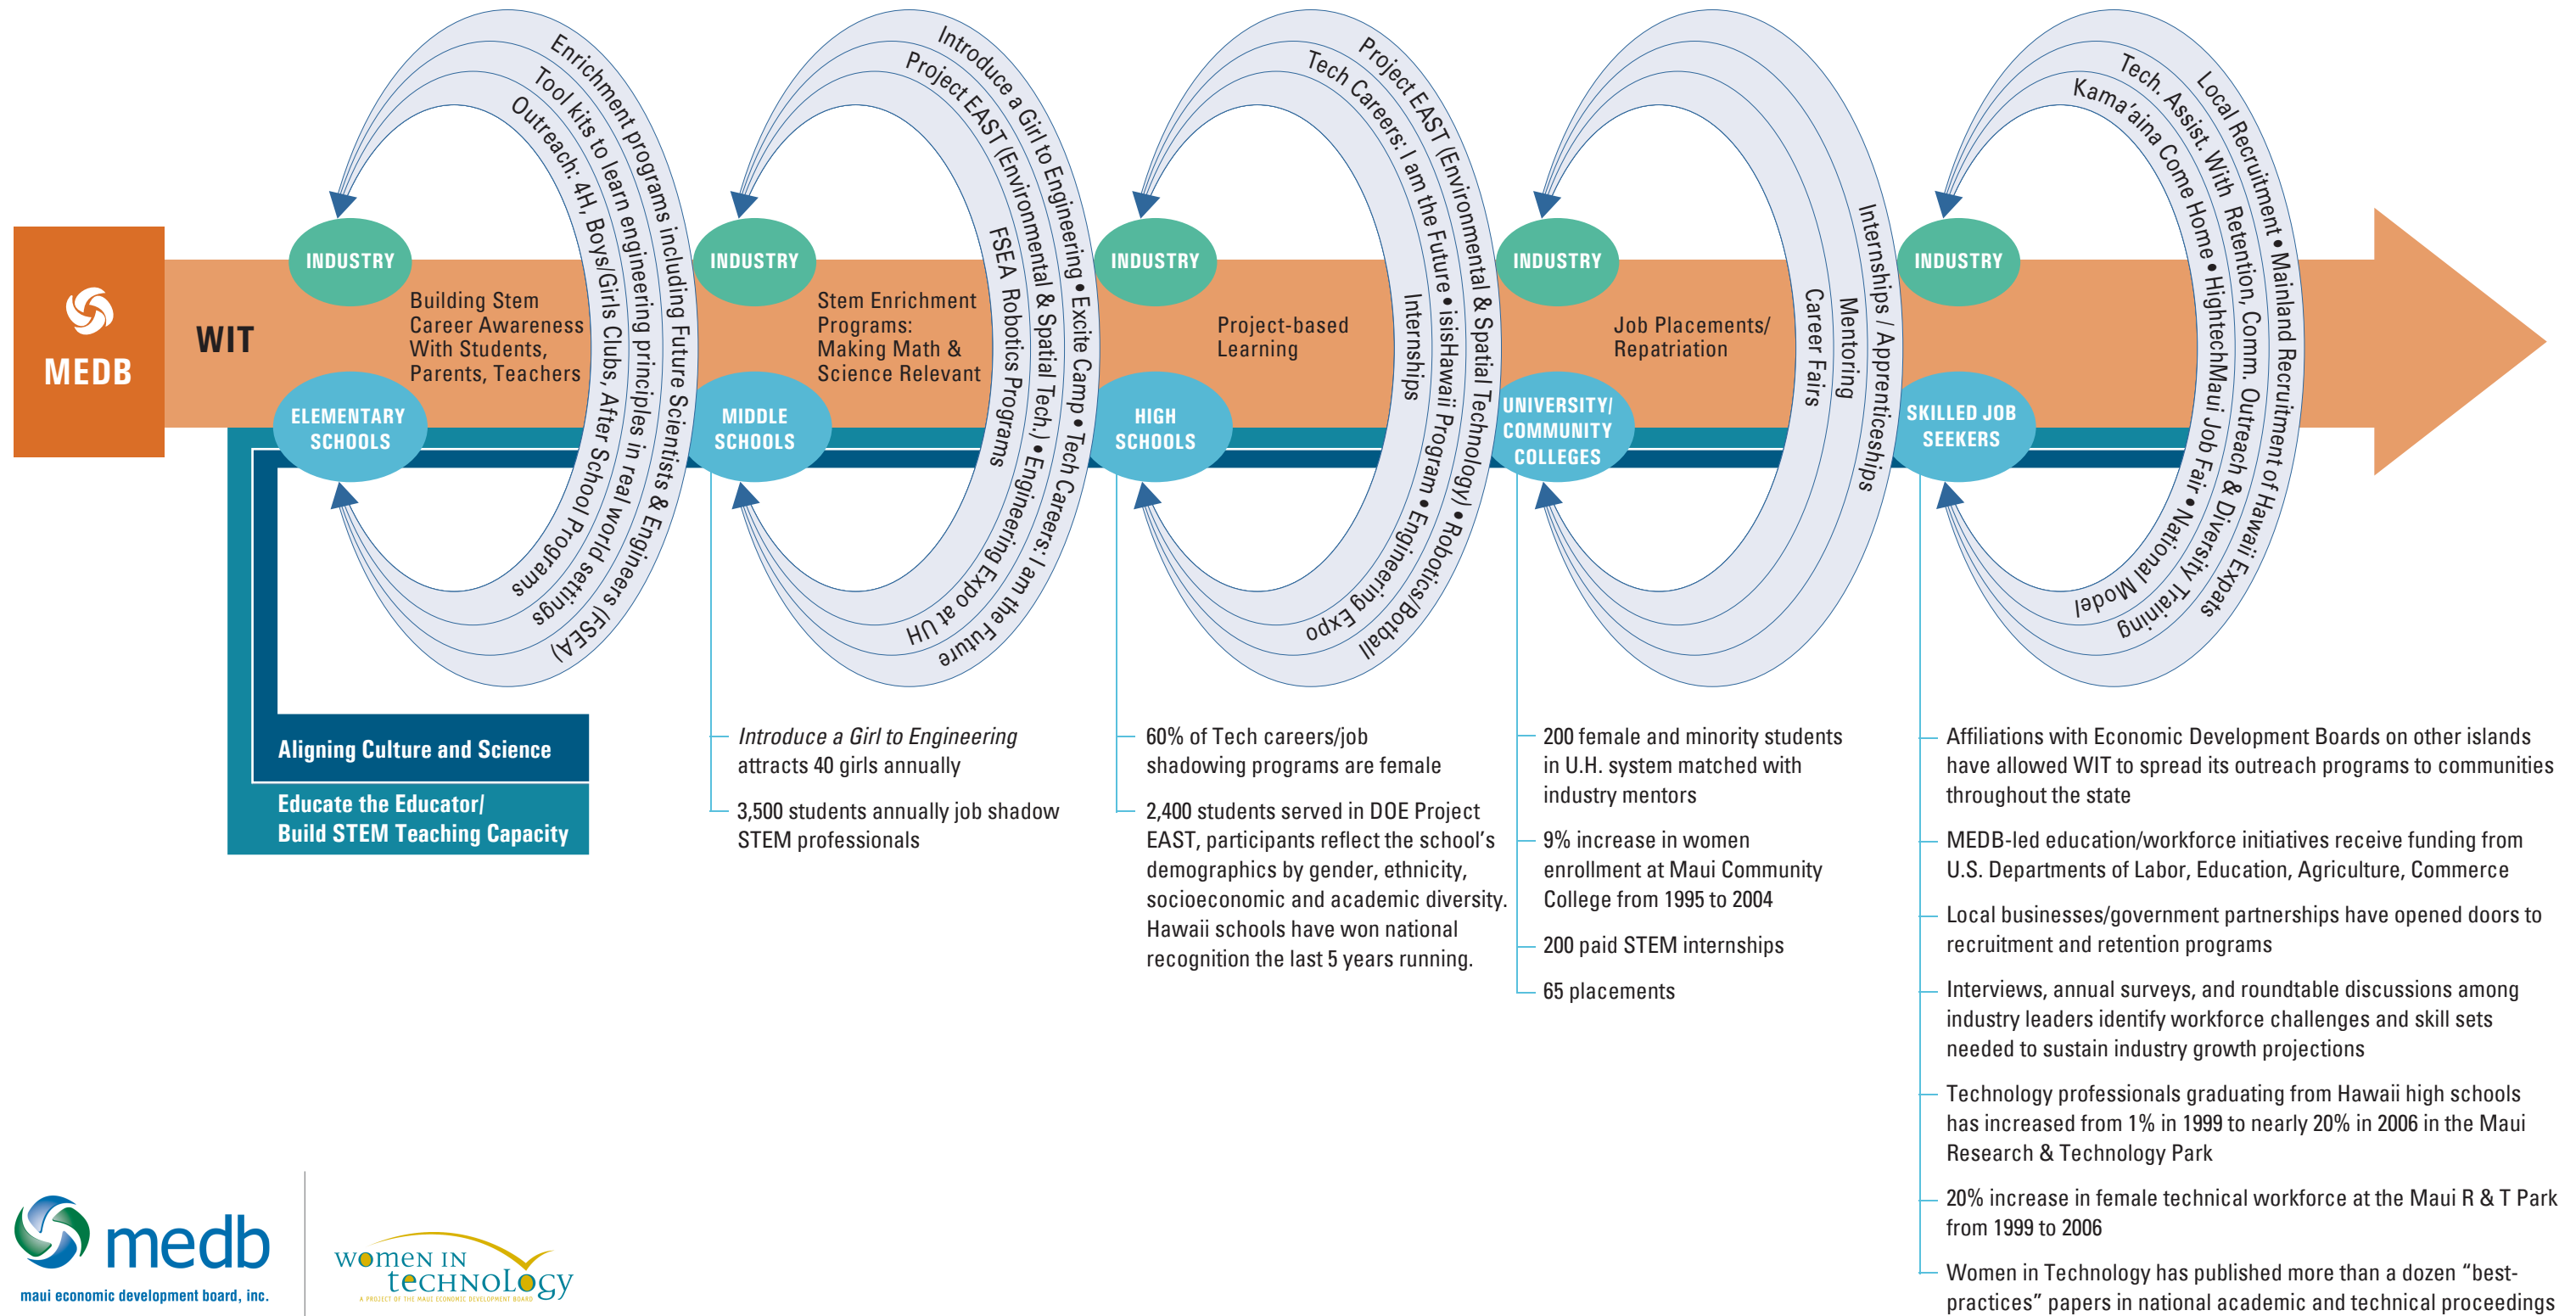 MEDB
WIT
INDUSTRY
Building Stem
Career Awareness
With Students,
Parents, Teachers
ELEMENTARY
SCHOOLS
Enrichment programs including Future Scientists & Engineers (FSEA)
Tool kits to learn engineering principles in real world settings
Outreach: 4H, Boys/Girls Clubs, After School Programs
INDUSTRY
Stem Enrichment
Programs:
Making Math &
Science Relevant
MIDDLE
SCHOOLS
Introduce a Girl to Engineering • Excite Camp • Tech Careers: I am the Future
Project EAST (Environmental & Spatial Tech.) • Engineering Expo at UH
FSEA Robotics Programs
INDUSTRY
Project-based
Learning
HIGH
SCHOOLS
Project EAST (Environmental & Spatial Technology) • Robotics/Botball
Tech Careers: I am the Future • isisHawaii Program • Engineering Expo
Internships
INDUSTRY
Job Placements/
Repatriation
UNIVERSITY/
COMMUNITY
COLLEGES
Internships / Apprenticeships
Mentoring
Career Fairs
INDUSTRY
SKILLED JOB
SEEKERS
Local Recruitment • Mainland Recruitment of Hawaii Expats
Tech. Assist. With Retention, Comm. Outreach & Diversity Training
Kama'aina Come Home • HightechMaui Job Fair • National Model
Aligning Culture and Science
Educate the Educator/
Build STEM Teaching Capacity
Introduce a Girl to Engineering
attracts 40 girls annually
3,500 students annually job shadow
STEM professionals
60% of Tech careers/job
shadowing programs are female
2,400 students served in DOE Project
EAST, participants reflect the school's
demographics by gender, ethnicity,
socioeconomic and academic diversity.
Hawaii schools have won national
recognition the last 5 years running.
200 female and minority students
in U.H. system matched with
industry mentors
9% increase in women
enrollment at Maui Community
College from 1995 to 2004
200 paid STEM internships
65 placements
Affiliations with Economic Development Boards on other islands
have allowed WIT to spread its outreach programs to communities
throughout the state
MEDB-led education/workforce initiatives receive funding from
U.S. Departments of Labor, Education, Agriculture, Commerce
Local businesses/government partnerships have opened doors to
recruitment and retention programs
Interviews, annual surveys, and roundtable discussions among
industry leaders identify workforce challenges and skill sets
needed to sustain industry growth projections
Technology professionals graduating from Hawaii high schools
has increased from 1% in 1999 to nearly 20% in 2006 in the Maui
Research & Technology Park
20% increase in female technical workforce at the Maui R & T Park
from 1999 to 2006
Women in Technology has published more than a dozen "best-
practices" papers in national academic and technical proceedings
medb
maui economic development board, inc.
women in
technology
A PROJECT OF THE MAUI ECONOMIC DEVELOPMENT BOARD